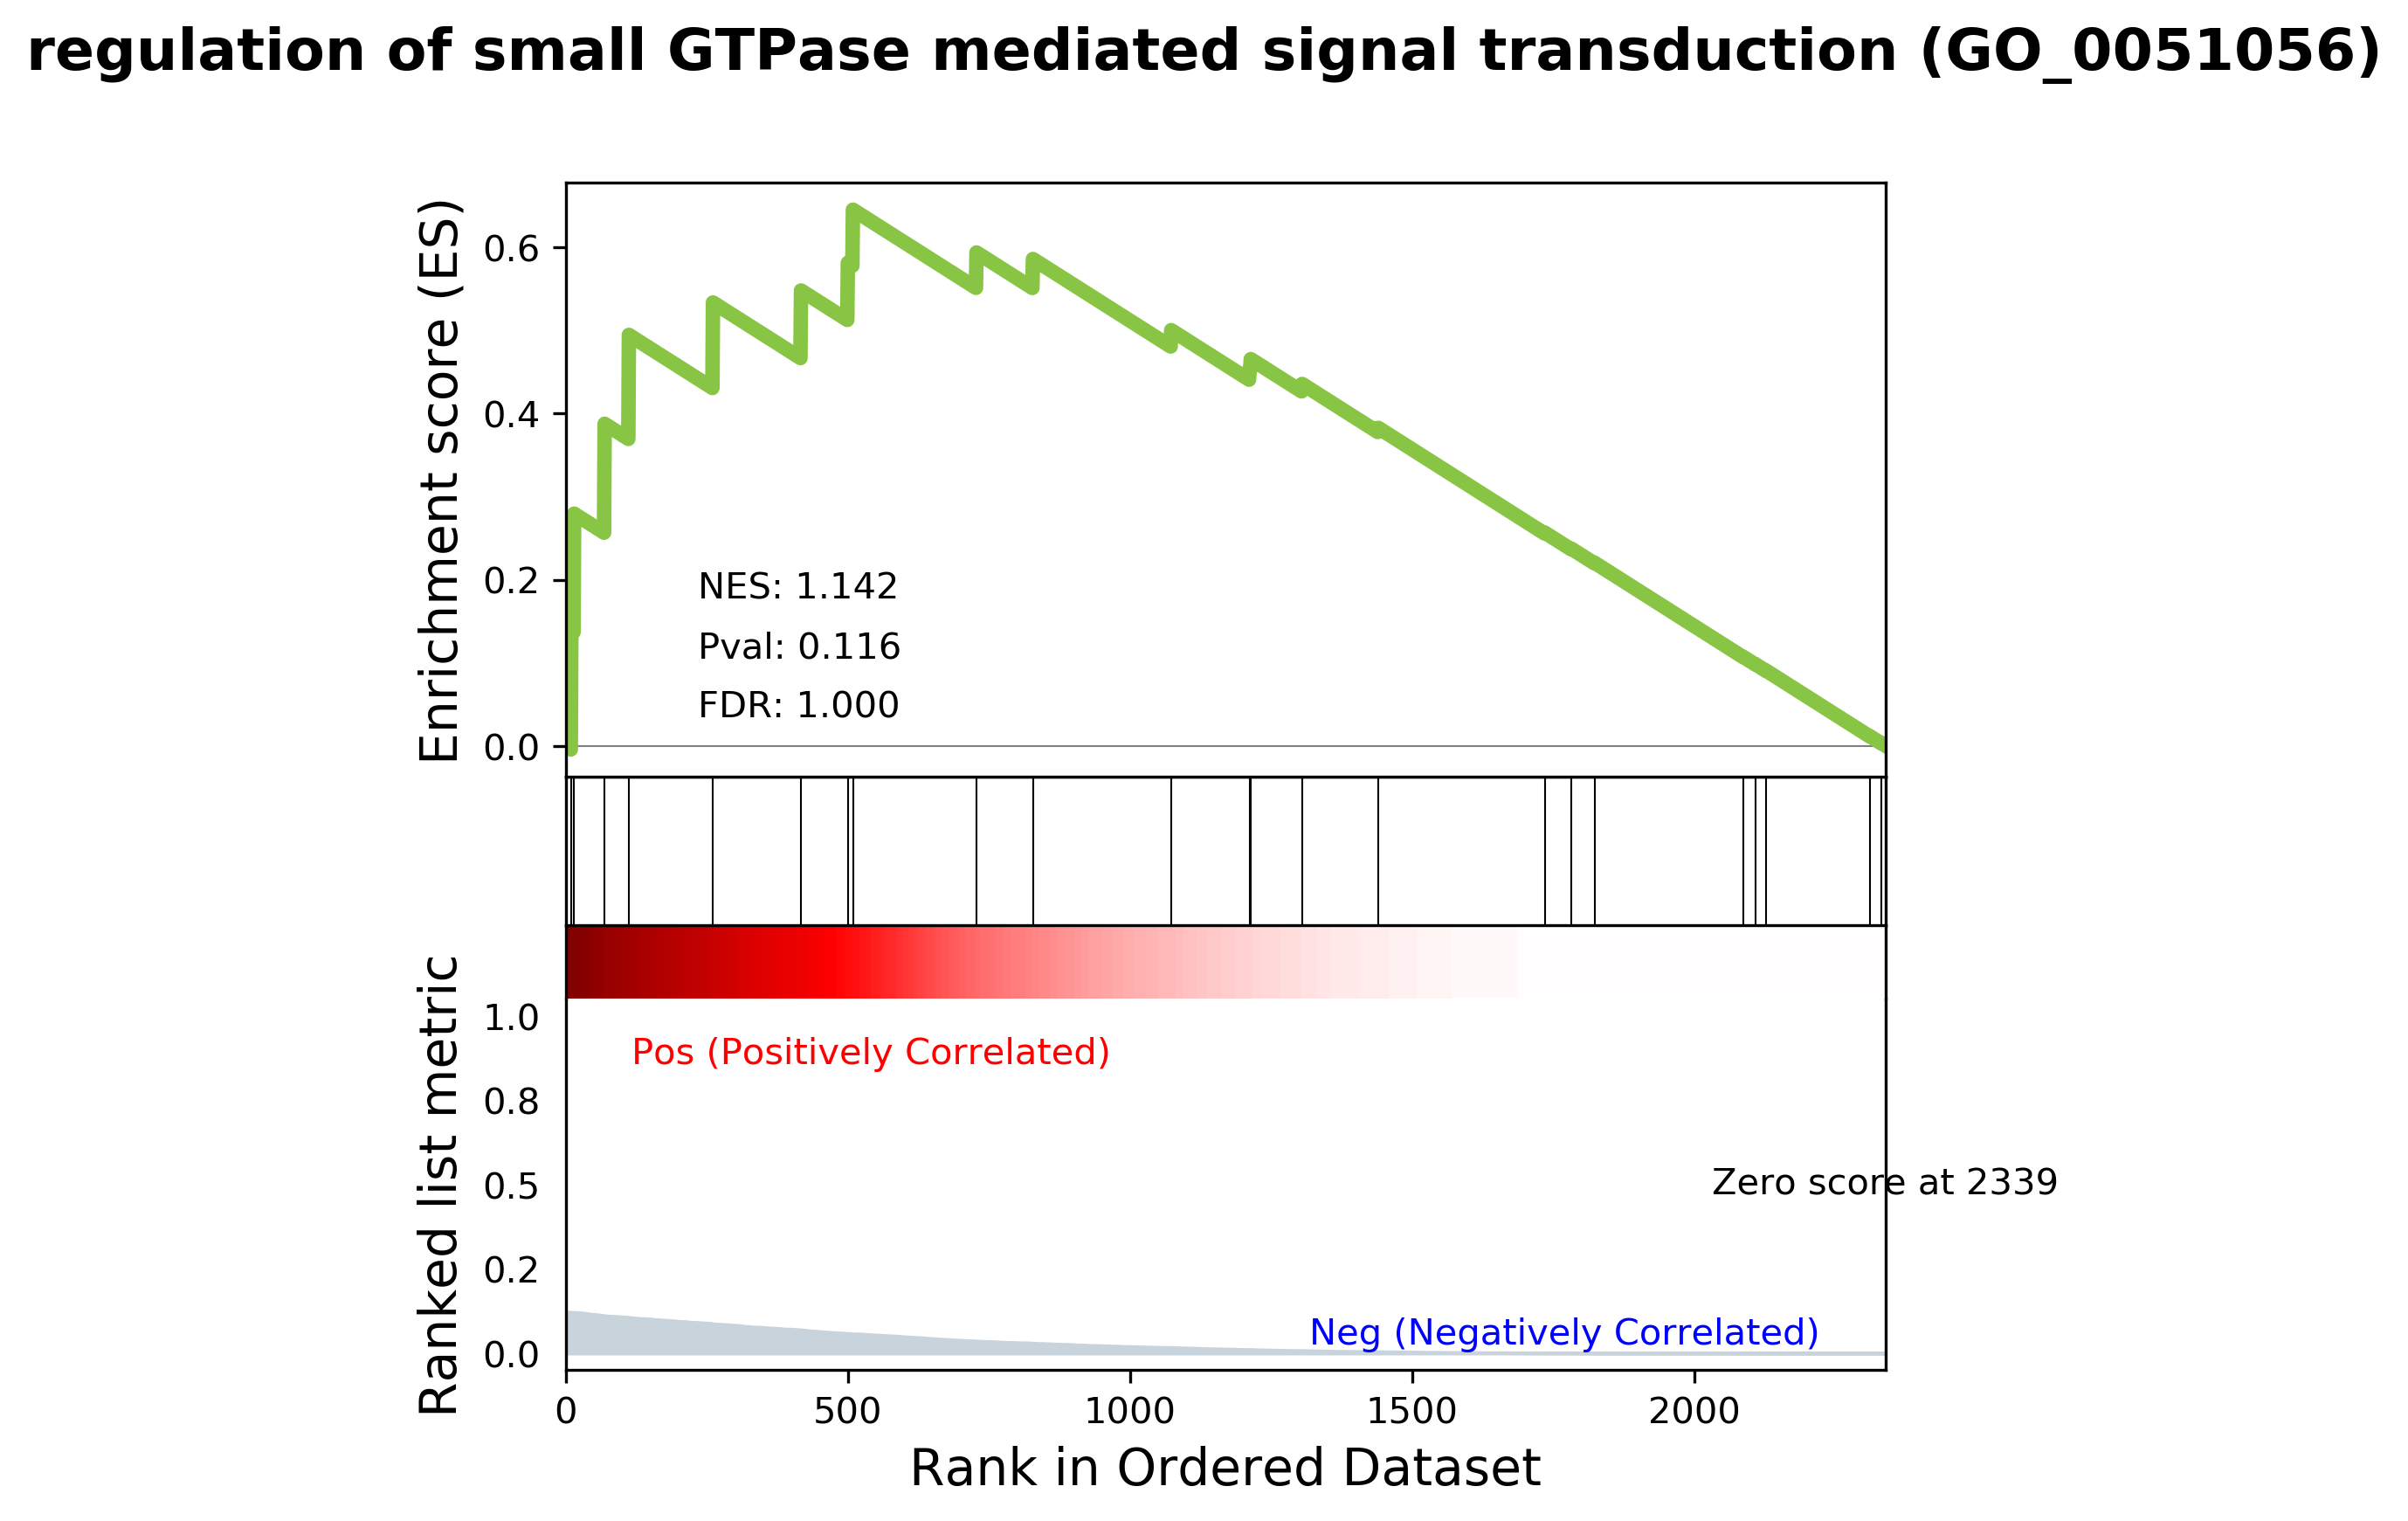 regulation of small GTPase mediated signal transduction (GO_0051056)
Enrichment score (ES)
0.6
0.4
0.2
0.0
NES: 1.142
Pval: 0.116
FDR: 1.000
Ranked list metric
1.0
0.8
0.5
0.2
0.0
Pos (Positively Correlated)
Zero score at 2339
Neg (Negatively Correlated)
0 500 1000 1500 2000
Rank in Ordered Dataset